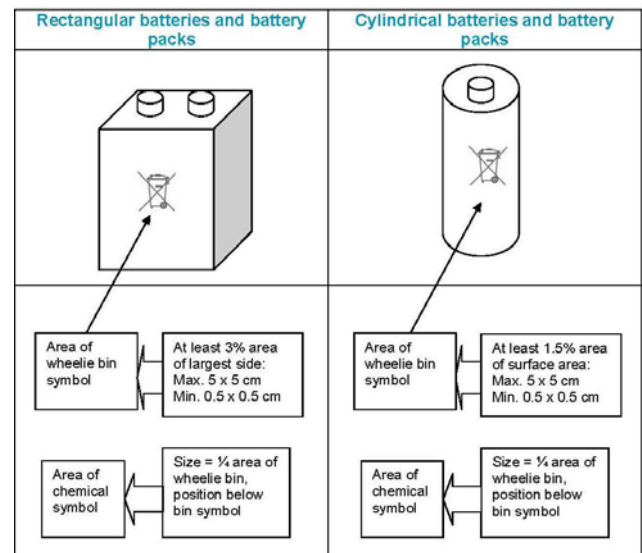 Rectangular batteries and battery
packs
Cylindrical batteries and battery
packs
Area of
wheelie bin
symbol
At least 3% area
of largest side:
Max. 5 x 5 cm
Min. 0.5 x 0.5 cm
Area of
wheelie bin
symbol
At least 1.5% area
of surface area:
Max. 5 x 5 cm
Min. 0.5 x 0.5 cm
Area of
chemical
symbol
Size = ¼ area of
wheelie bin,
position below
bin symbol
Area of
chemical
symbol
Size = ¼ area of
wheelie bin,
position below
bin symbol